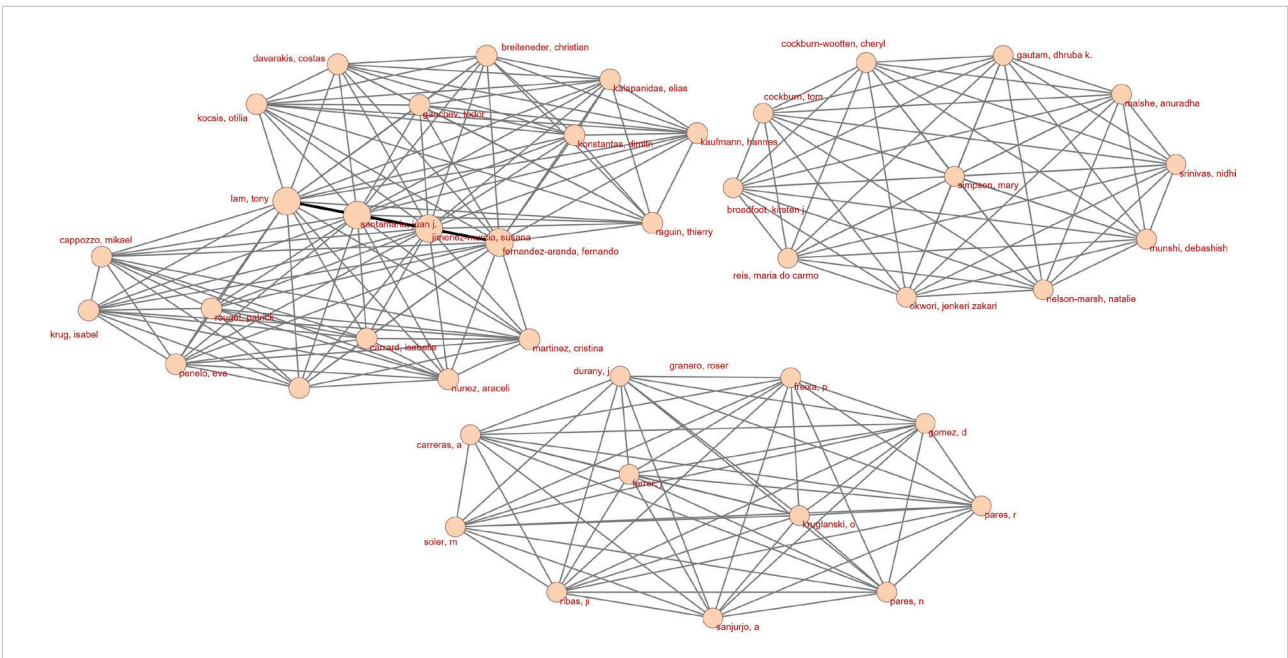 breiteneder, christian
davarakis, costas
kalapanidas, elias
kocsis, otilia
ganchev, todor
konstantas, dimitri
kaufmann, hannes
lam, tony
santamaria, juan j.
jimenez-murcia, susana
fernandez-aranda, fernando
raguin, thierry
cappozzo, mikael
krug, isabel
rouget, patrick
carrard, isabelle
martinez, cristina
penelo, eva
nunez, araceli
cockburn-wootten, cheryl
gautam, dhruba k.
cockburn, tom
malshe, anuradha
srinivas, nidhi
simpson, mary
broadfoot, kirsten j.
munshi, debashish
reis, maria do carmo
nelson-marsh, natalie
okwori, jenkeri zakari
durany, j
granero, roser
freixa, p
gomez, d
carreras, a
ferrer, j
kruglanski, o
pares, r
soler, m
ribas, ji
pares, n
sanjurjo, a